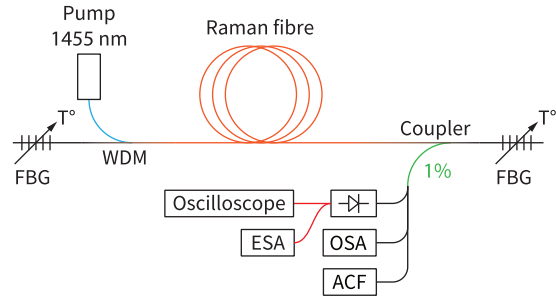 Pump
1455 nm
Raman fibre
T°
T°
Coupler
WDM
FBG
FBG
1%
Oscilloscope
ESA
OSA
ACF